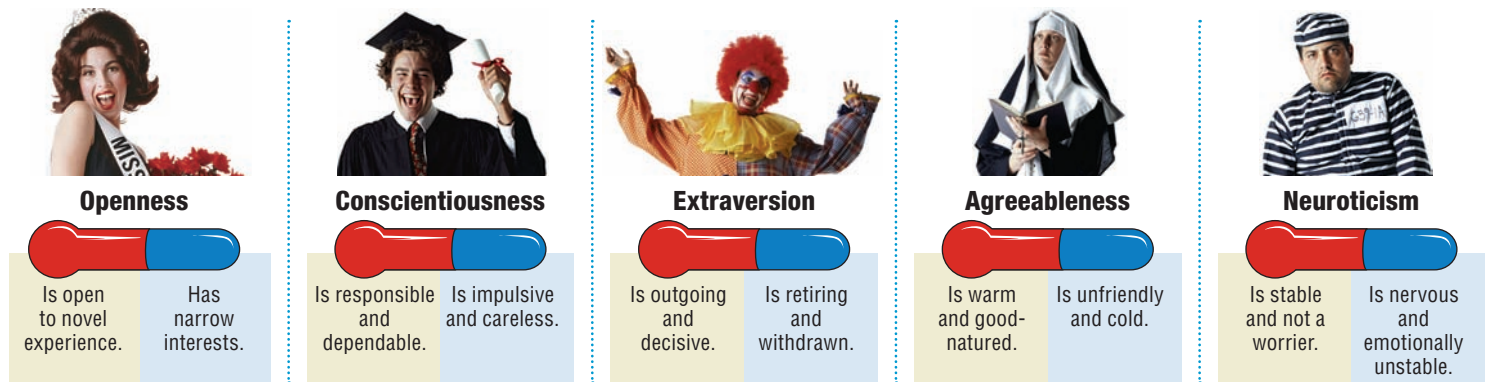 MISS
Openness
Is open
to novel
experience.
Has
narrow
interests.
Conscientiousness
Is responsible
and
dependable.
Is impulsive
and careless.
Extraversion
Is outgoing
and
decisive.
Is retiring
and
withdrawn.
Agreeableness
Is warm
and good-
natured.
Is unfriendly
and cold.
Neuroticism
Is stable
and not a
worrier.
Is nervous
and
emotionally
unstable.